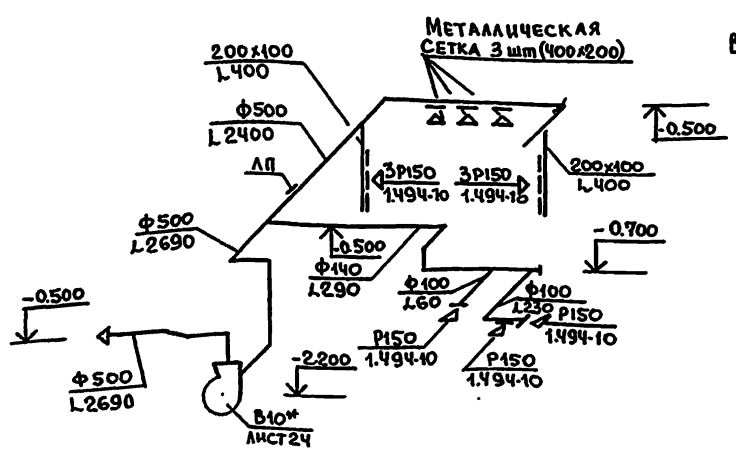 МЕТАЛЛИЧЕСКАЯ
СЕТКА 3 шт (400х200)
В
200х100
L400
Ф500
L2400
-0.500
ЛП
3Р150
1.494-10
3Р150
1.494-10
200х100
L400
Ф500
L2690
-0.500
-0.700
Ф140
L290
Ф100
L60
Ф100
L230
Р150
1.494-10
-0.500
Р150
1.494-10
Р150
1.494-10
Ф500
L2690
-2.200
В10*
ЛИСТ24